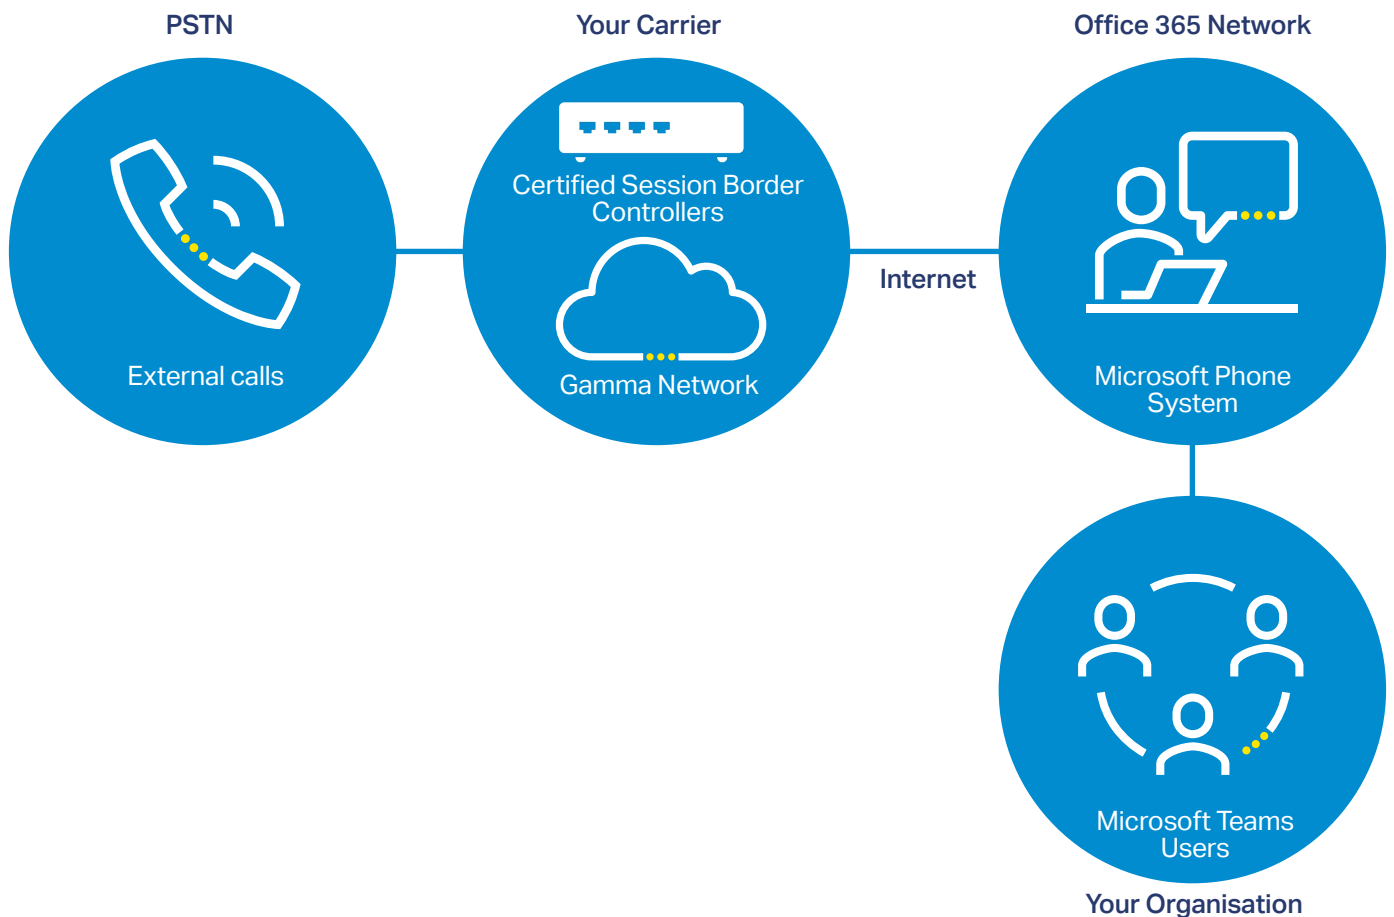 PSTN
Your Carrier
Office 365 Network
External calls
Certified Session Border
Controllers
Gamma Network
Internet
Microsoft Phone
System
Microsoft Teams
Users
Your Organisation